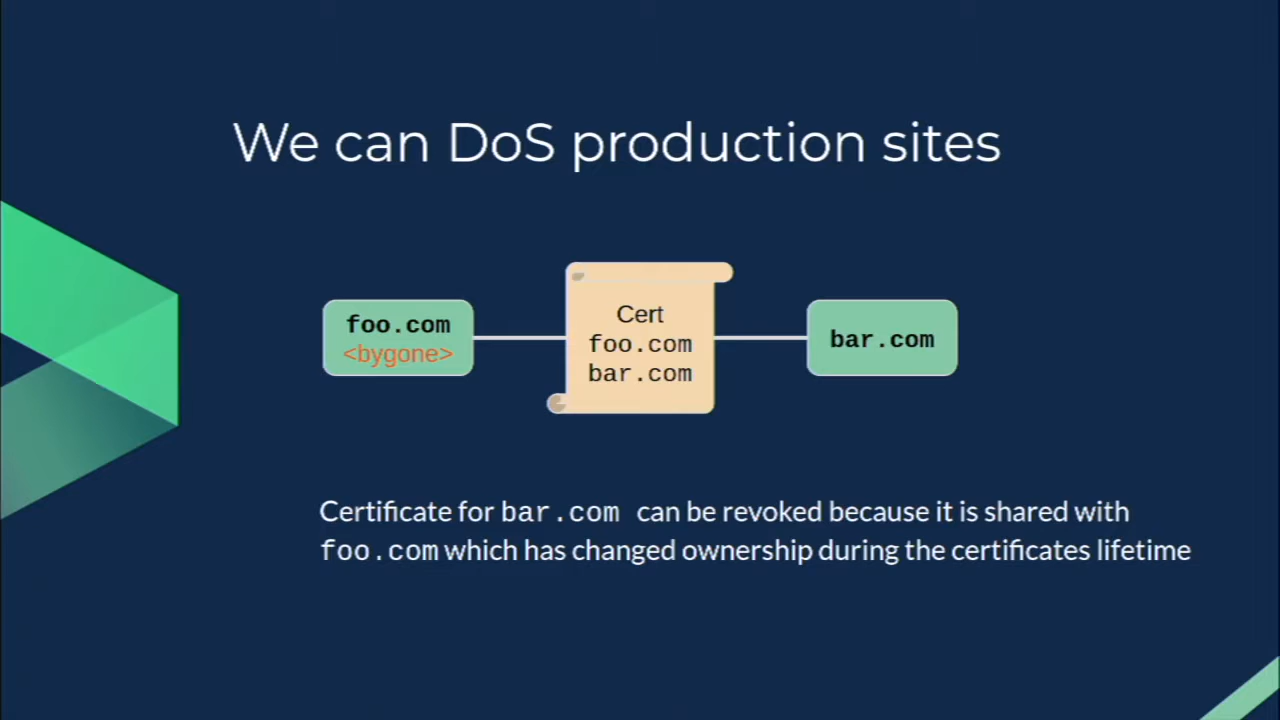 We can DoS production sites
foo.com
<bygone>
Cert
foo.com
bar.com
bar.com
Certificate for bar.com can be revoked because it is shared with
foo.com which has changed ownership during the certificates lifetime